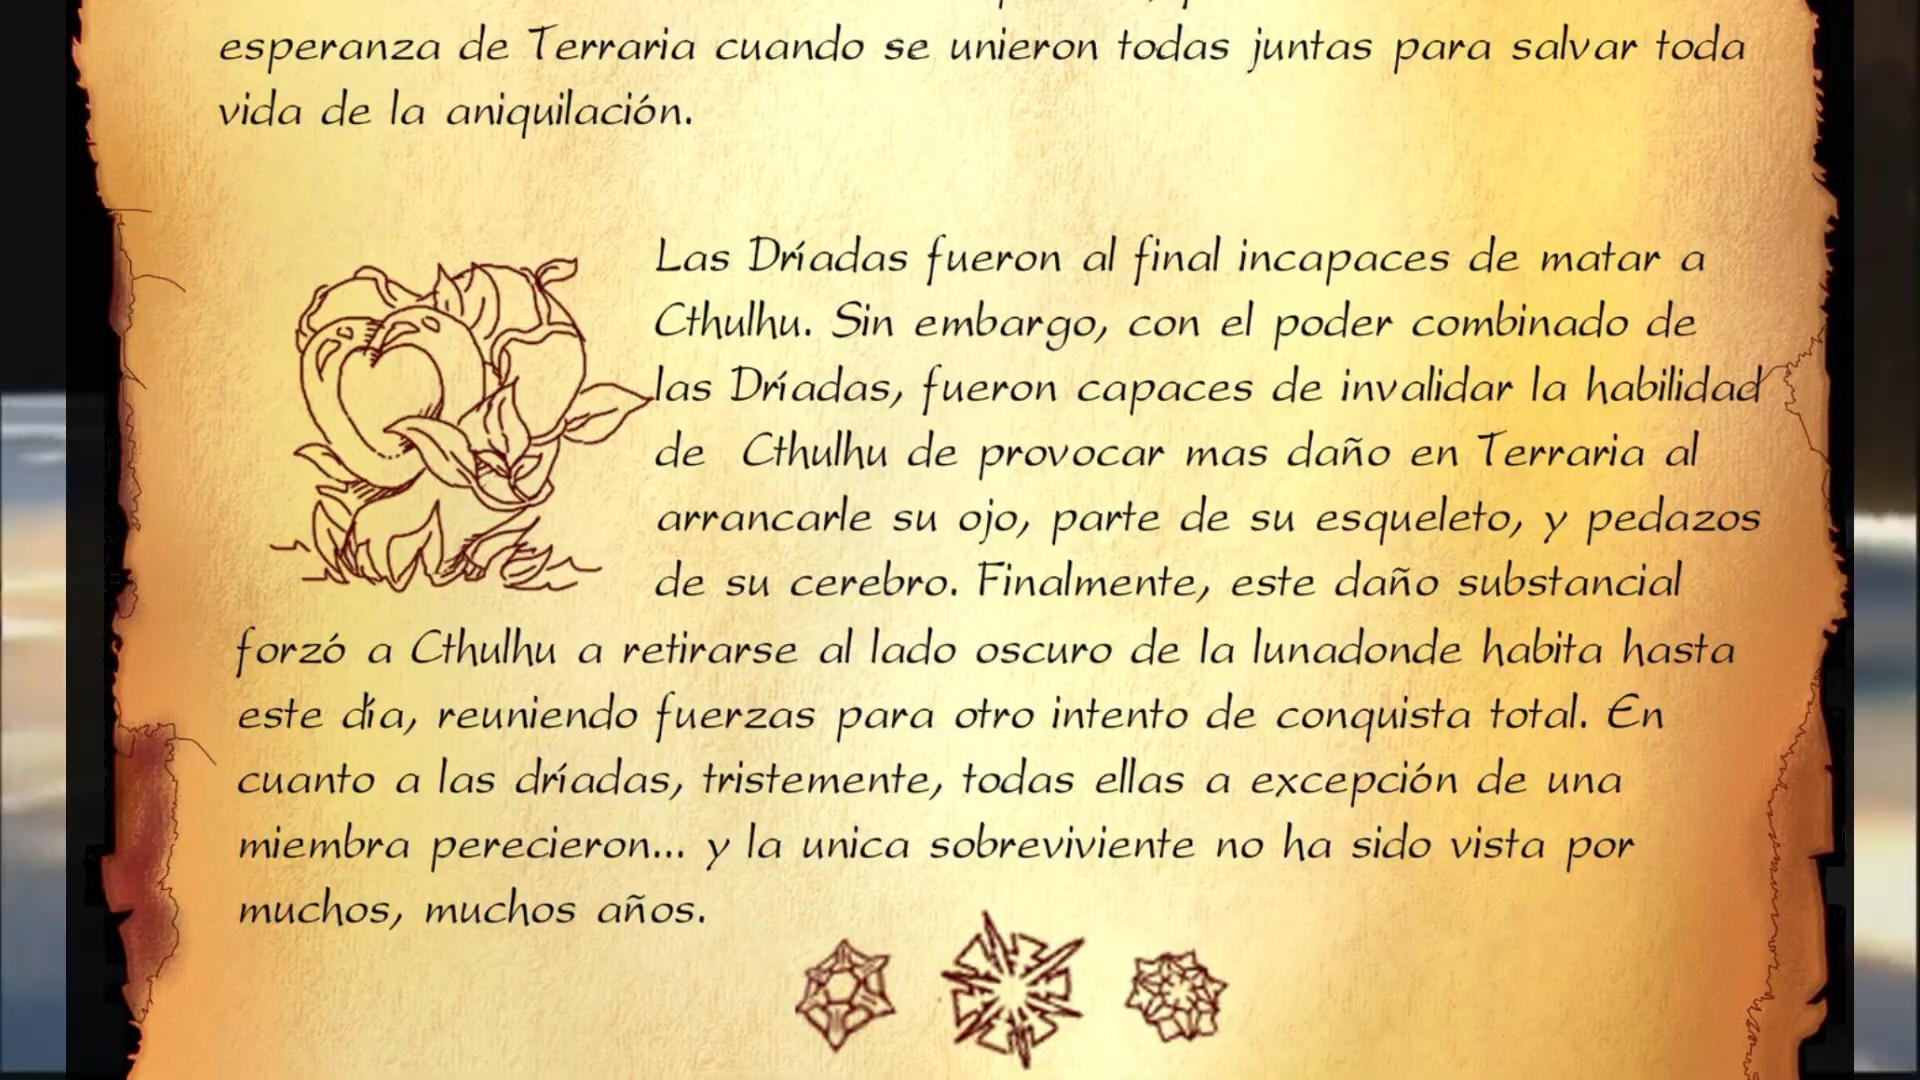 esperanza de Terraria cuando se unieron todas juntas para salvar toda
vida de la aniquilación.
Las Dríadas fueron al final incapaces de matar a
Cthulhu. Sin embargo, con el poder combinado de
las Dríadas, fueron capaces de invalidar la habilidad
de Cthulhu de provocar mas daño en Terraria al
arrancarle su ojo, parte de su esqueleto, y pedazos
de su cerebro. Finalmente, este daño substancial
forzó a Cthulhu a retirarse al lado oscuro de la lunadonde habita hasta
este día, reuniendo fuerzas para otro intento de conquista total. En
cuanto a las dríadas, tristemente, todas ellas a excepción de una
miembra perecieron... y la unica sobreviviente no ha sido vista por
muchos, muchos años.